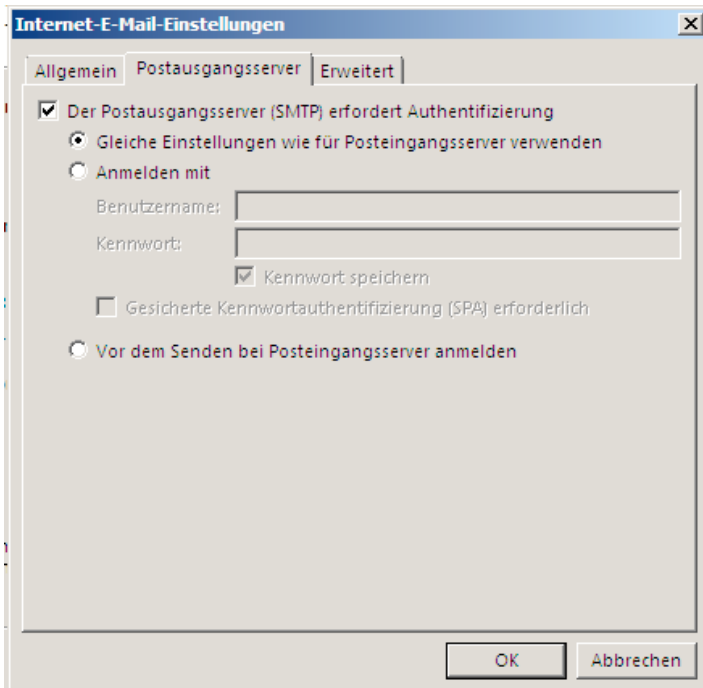 Internet-E-Mail-Einstellungen
Allgemein Postausgangsserver Erweitert
Der Postausgangsserver (SMTP) erfordert Authentifizierung
Gleiche Einstellungen wie für Posteingangsserver verwenden
Anmelden mit
Benutzername:
Kennwort:
Kennwort speichern
Gesicherte Kennwortauthentifizierung (SPA) erforderlich
Vor dem Senden bei Posteingangsserver anmelden
OK Abbrechen